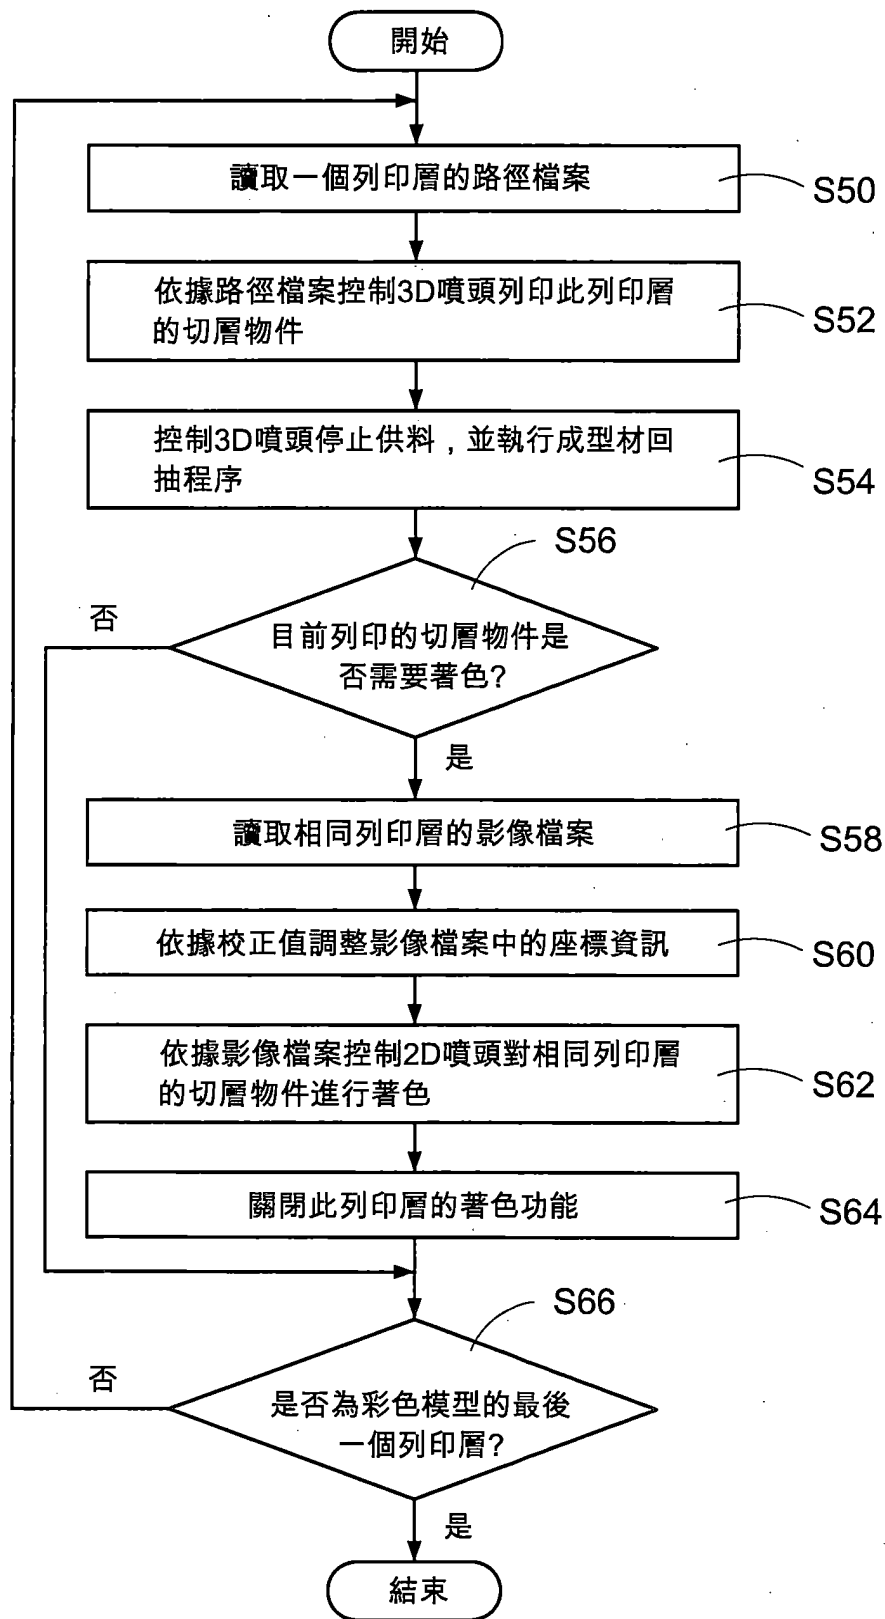 開始
讀取一個列印層的路徑檔案
S50
依據路徑檔案控制3D噴頭列印此列印層
的切層物件
S52
控制3D噴頭停止供料,並執行成型材回
抽程序
S54
S56
否
目前列印的切層物件是
否需要著色?
是
讀取相同列印層的影像檔案
S58
依據校正值調整影像檔案中的座標資訊
S60
依據影像檔案控制2D噴頭對相同列印層
的切層物件進行著色
S62
關閉此列印層的著色功能
S64
S66
否
是否為彩色模型的最後
一個列印層?
是
結束